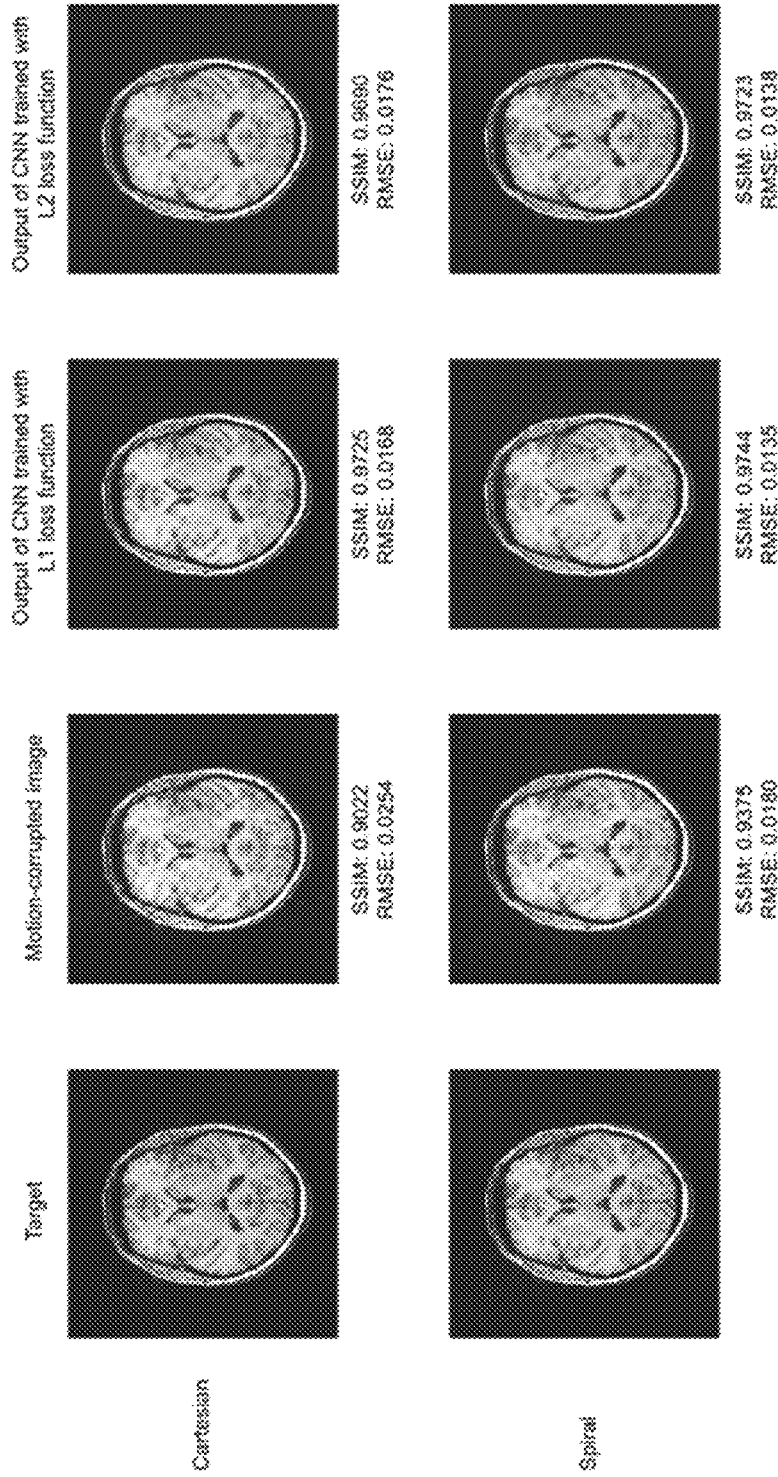 Target
Motion-corrupted image
Output of CNN trained with
L1 loss function
Output of CNN trained with
L2 loss function
Cartesian
SSIM: 0.9022
RMSE: 0.0254
SSIM: 0.9725
RMSE: 0.0168
SSIM: 0.9690
RMSE: 0.0176
Spiral
SSIM: 0.9375
RMSE: 0.0180
SSIM: 0.9744
RMSE: 0.0135
SSIM: 0.9723
RMSE: 0.0138